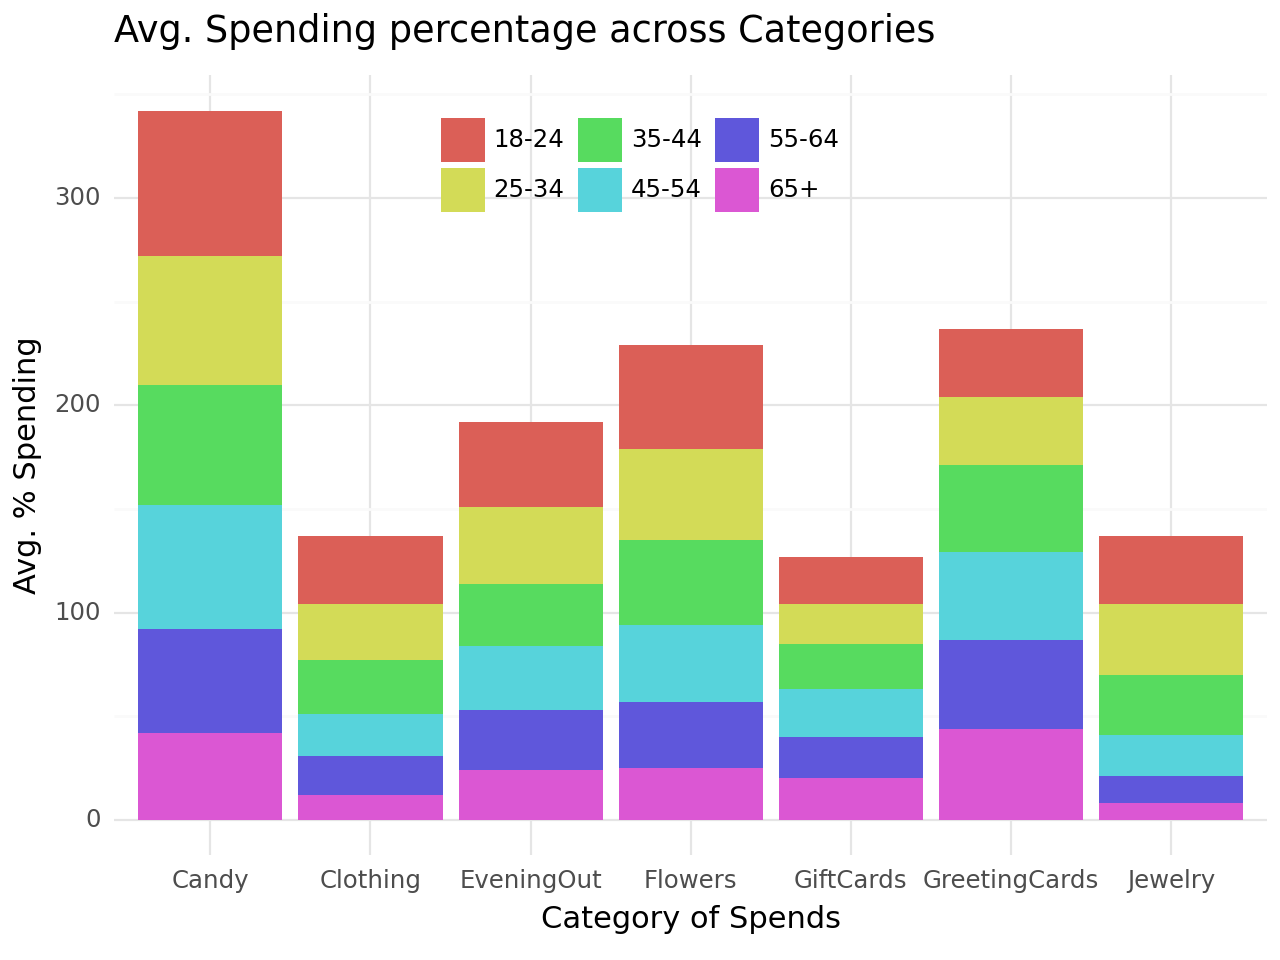 Avg. Spending percentage across Categories
18-24 35-44 55-64
25-34 45-54 65+
300
200
100
0
Avg. % Spending
Candy Clothing EveningOut Flowers GiftCards GreetingCards Jewelry
Category of Spends